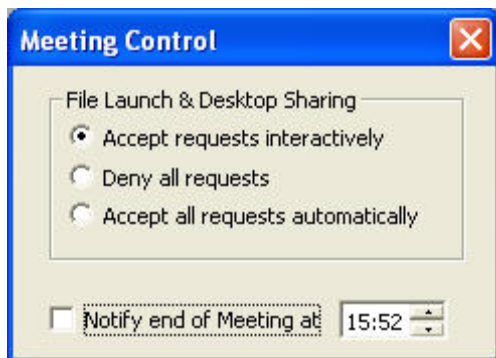 Meeting Control
File Launch & Desktop Sharing
Accept requests interactively
Deny all requests
Accept all requests automatically
Notify end of Meeting at 15:52